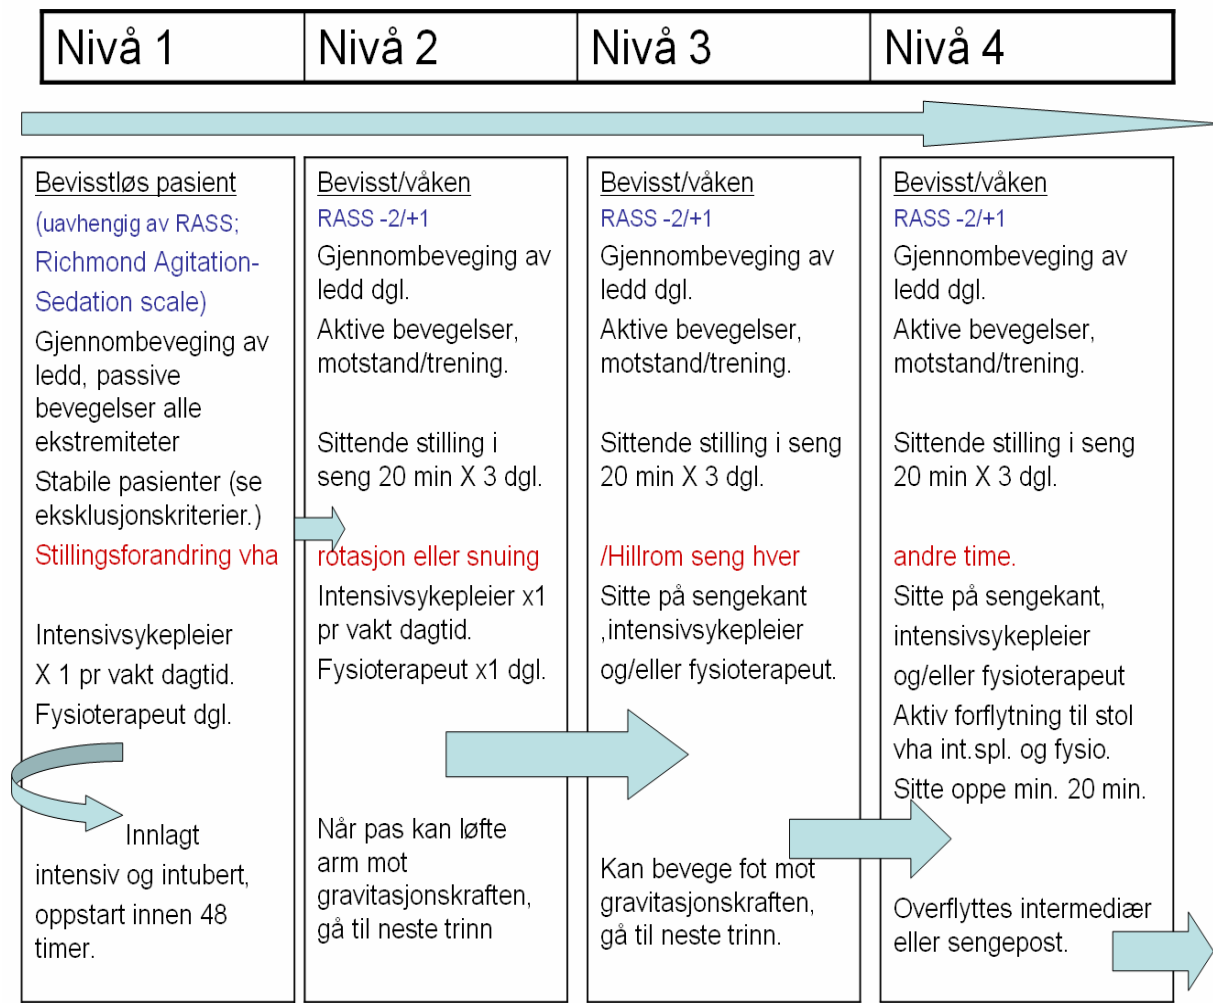 Nivå 1
Nivå 2
Nivå 3
Nivå 4
Bevisstløs pasient
(uavhengig av RASS;
Richmond Agitation-
Sedation scale)
Gjennombeveging av
ledd, passive
bevegelser alle
ekstremiteter
Stabile pasienter (se
eksklusjonskriterier.)
Stillingsforandring vha
Intensivsykepleier
X 1 pr vakt dagtid.
Fysioterapeut dgl.
Innlagt
intensiv og intubert,
oppstart innen 48
timer.
Bevisst/våken
RASS -2/+1
Gjennombeveging av
ledd dgl.
Aktive bevegelser,
motstand/trening.
Sittende stilling i
seng 20 min X 3 dgl.
rotasjon eller snuing
Intensivsykepleier x1
pr vakt dagtid.
Fysioterapeut x1 dgl.
Når pas kan løfte
arm mot
gravitasjonskraften,
gå til neste trinn
Bevisst/våken
RASS -2/+1
Gjennombeveging av
ledd dgl.
Aktive bevegelser,
motstand/trening.
Sittende stilling i seng
20 min X 3 dgl.
/Hillrom seng hver
Sitte på sengekant
,intensivsykepleier
og/eller fysioterapeut.
Kan bevege fot mot
gravitasjonskraften,
gå til neste trinn.
Bevisst/våken
RASS -2/+1
Gjennombeveging av
ledd dgl.
Aktive bevegelser,
motstand/trening.
Sittende stilling i seng
20 min X 3 dgl.
andre time.
Sitte på sengekant,
intensivsykepleier
og/eller fysioterapeut
Aktiv forflytning til stol
vha int.spl. og fysio.
Sitte oppe min. 20 min.
Overflyttes intermediær
eller sengepost.